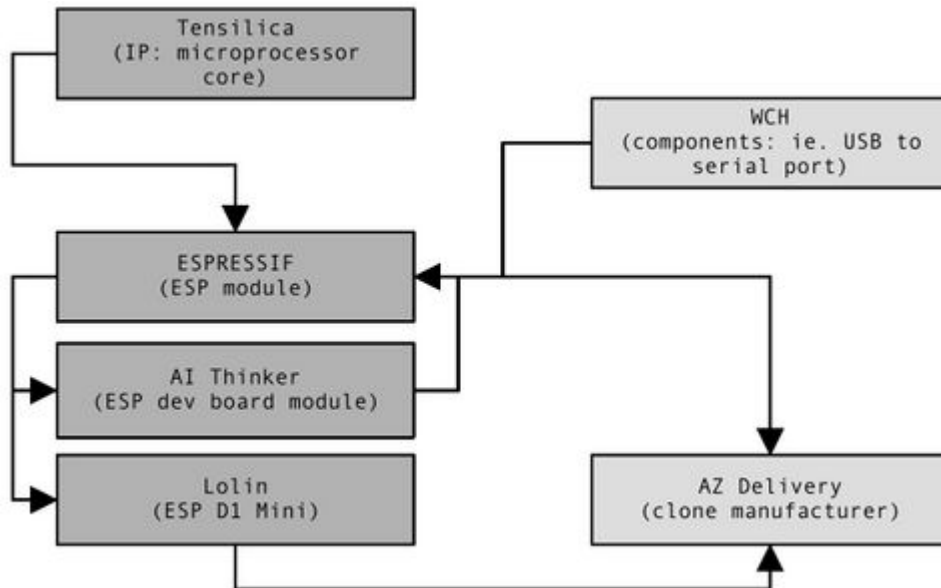 Tensilica
(IP: microprocessor
core)
WCH
(components: ie. USB to
serial port)
ESPRESSIF
(ESP module)
AI Thinker
(ESP dev board module)
Lolin
(ESP D1 Mini)
AZ Delivery
(clone manufacturer)